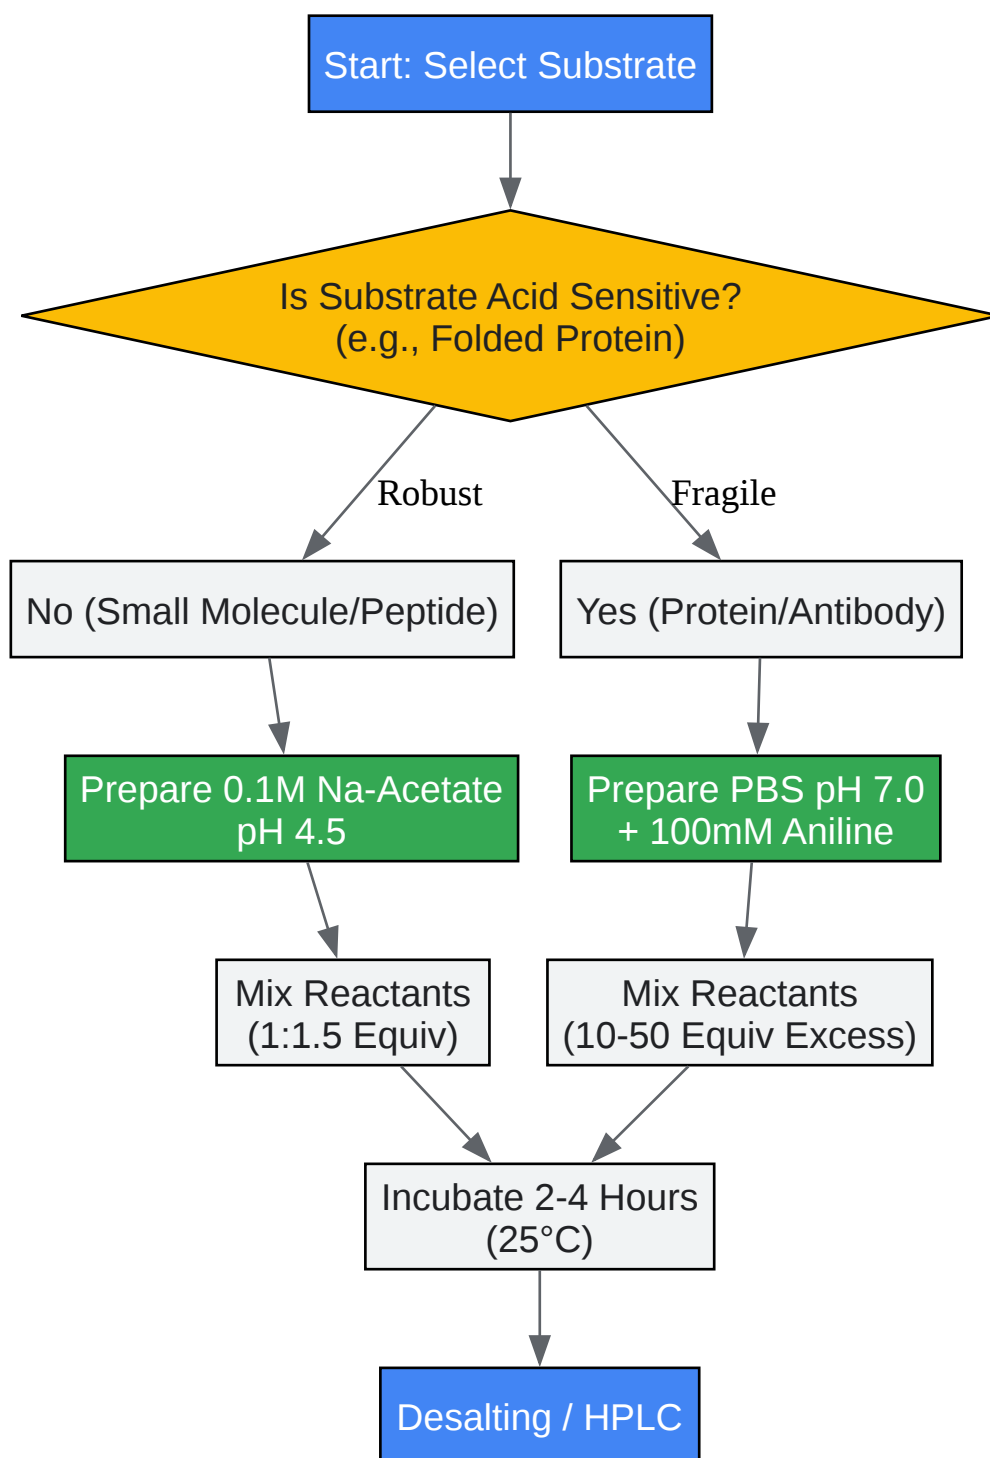 Start: Select Substrate
Is Substrate Acid Sensitive?
(e.g., Folded Protein)
Robust
Fragile
No (Small Molecule/Peptide)
Yes (Protein/Antibody)
Prepare 0.1M Na-Acetate
pH 4.5
Prepare PBS pH 7.0
+ 100mM Aniline
Mix Reactants
(1:1.5 Equiv)
Mix Reactants
(10-50 Equiv Excess)
Incubate 2-4 Hours
(25°C)
Desalting / HPLC